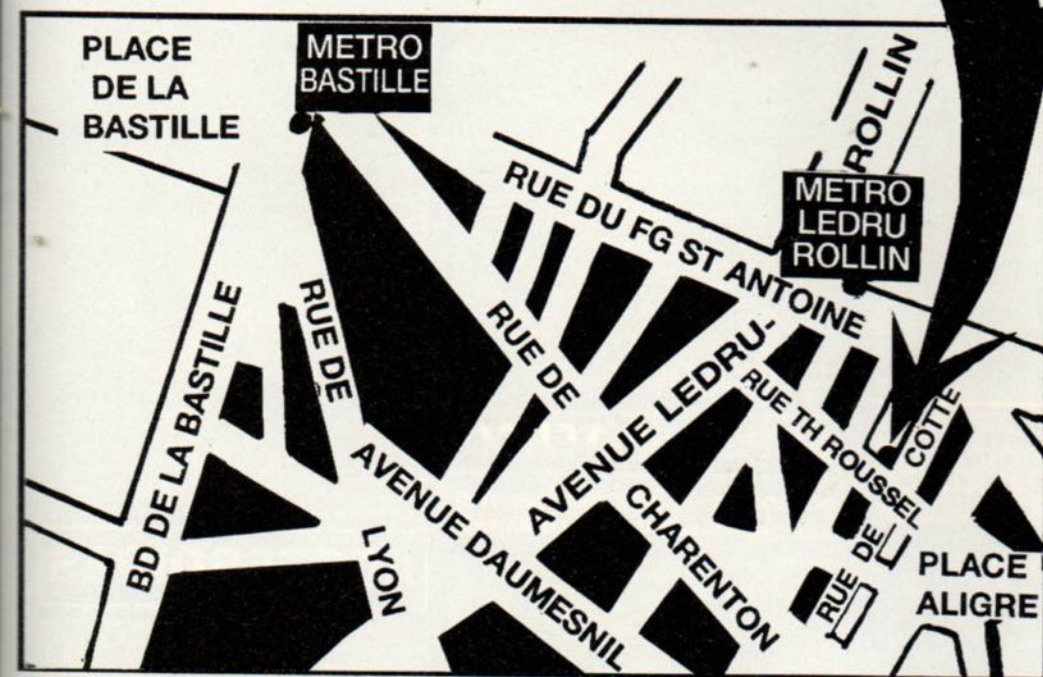 PLACE
DE LA
BASTILLE
METRO
BASTILLE
ROLLIN
METRO
LEDRU
ROLLIN
RUE DU FG ST ANTOINE
BD DE LA BASTILLE
RUE DE
LYON
RUE DE
CHARENTON
AVENUE LEDRU-
RUE TH ROUSSEL
RUE DE
COTTE
AVENUE DAUMESNIL
PLACE
ALIGRE